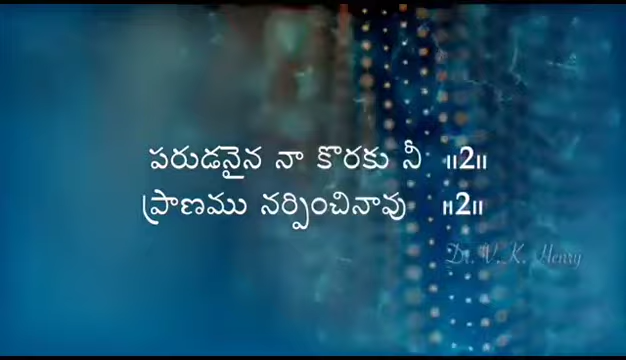 పరుడనైన నా కొరకు నీ ॥2॥
ప్రాణము నర్పించినావు ॥2॥
Dr. V. K. Henry